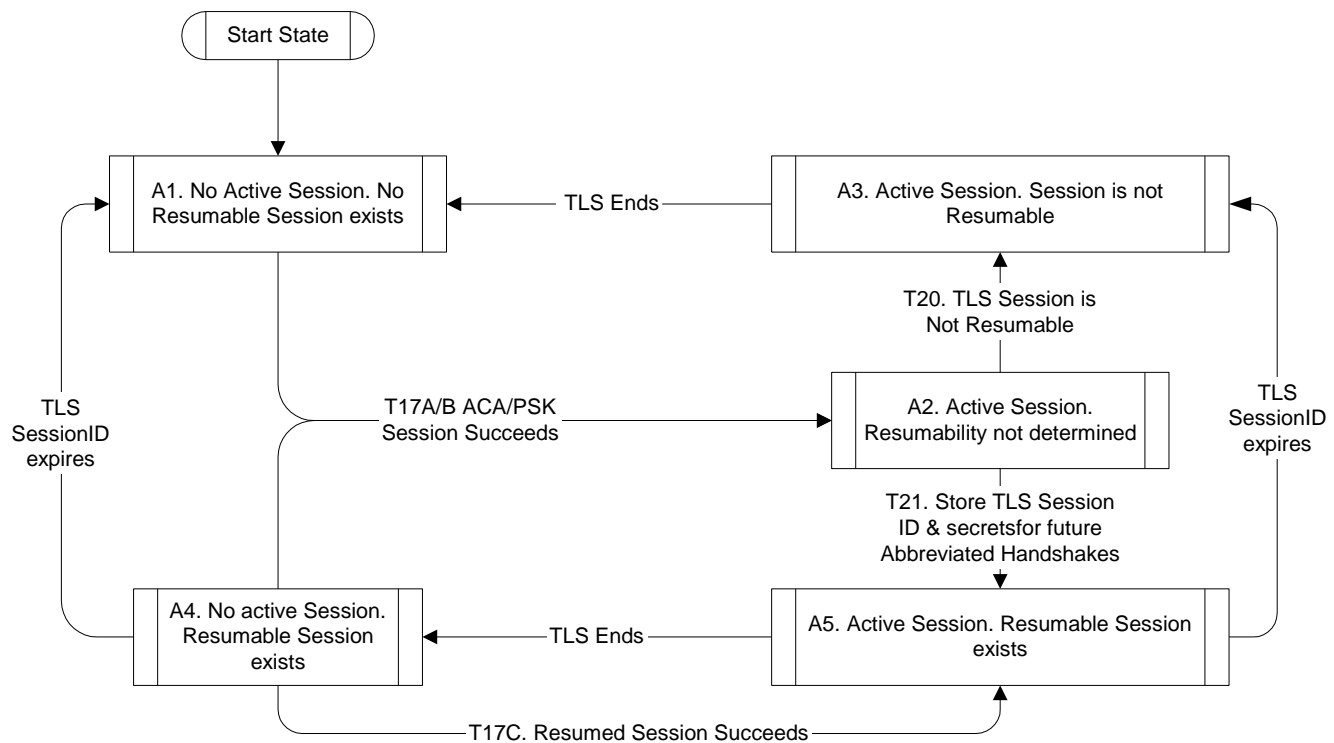 Start State
A1. No Active Session. No
Resumable Session exists
TLS Ends
A3. Active Session. Session is not
Resumable
T20. TLS Session is
Not Resumable
TLS
SessionID
expires
T17A/B ACA/PSK
Session Succeeds
A2. Active Session.
Resumability not determined
TLS
SessionID
expires
T21. Store TLS Session
ID & secretsfor future
Abbreviated Handshakes
A4. No active Session.
Resumable Session
exists
TLS Ends
A5. Active Session. Resumable Session
exists
T17C. Resumed Session Succeeds